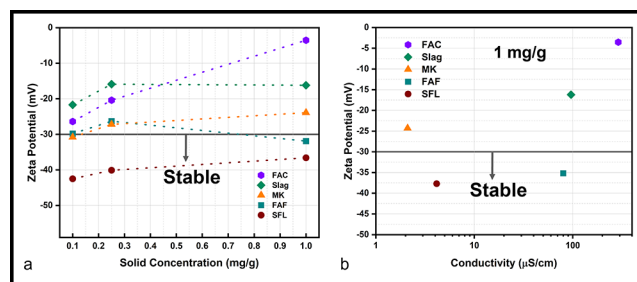 0
-10
-20
-30
-40
-50
Zeta Potential (mV)
Stable
FAC
Slag
MK
FAF
SFL
0.1 0.2 0.3 0.4 0.5 0.6 0.7 0.8 0.9 1.0
Solid Concentration (mg/g)
a
0
-5
-10
-15
-20
-25
-30
-35
-40
-45
-50
Zeta Potential (mV)
FAC
Slag
MK
FAF
SFL
1 mg/g
Stable
1 10 100
Conductivity (µS/cm)
b